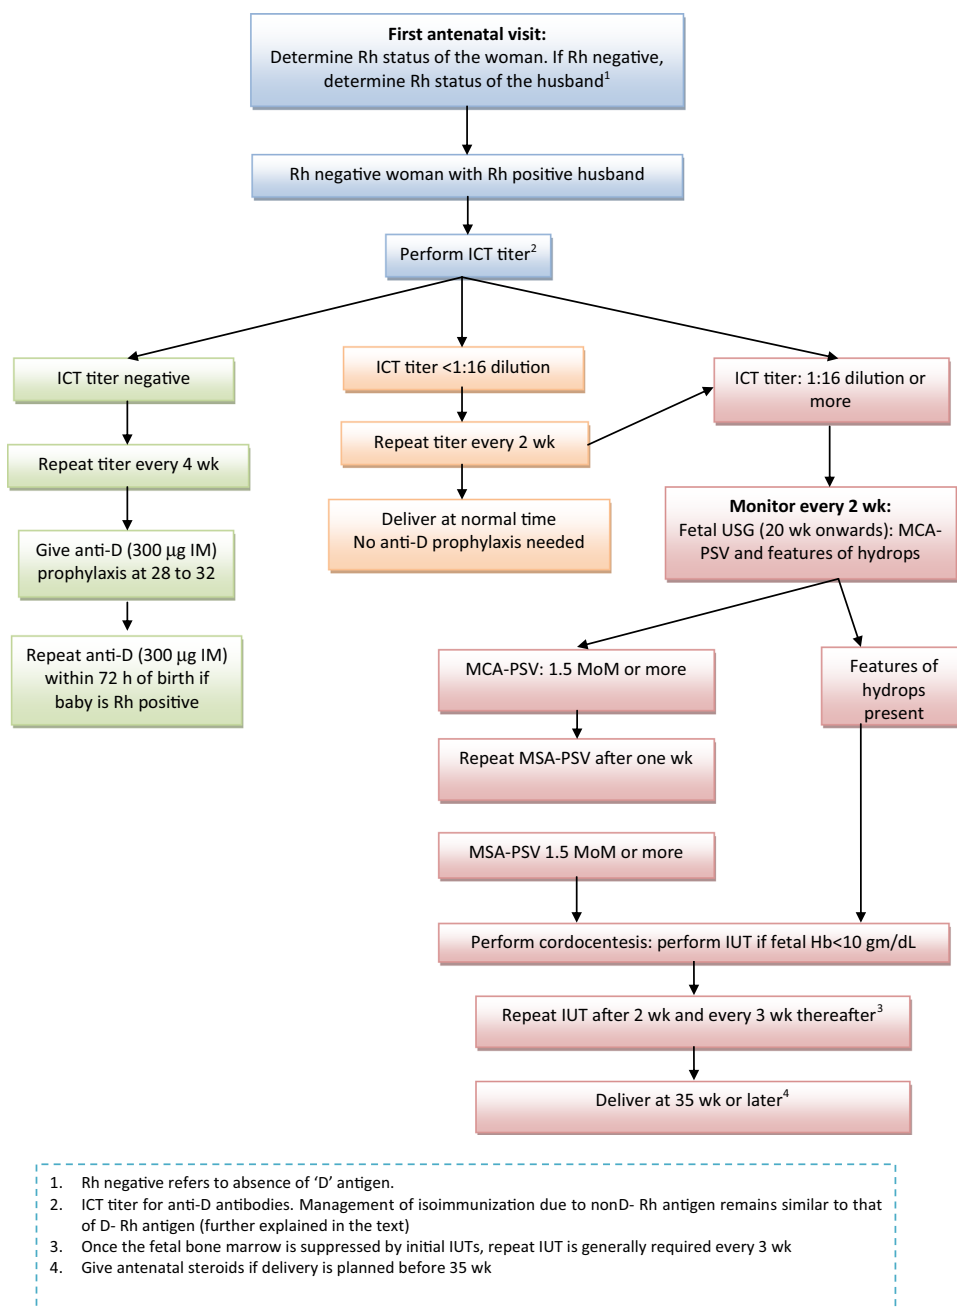 First antenatal visit:
Determine Rh status of the woman. If Rh negative,
determine Rh status of the husband1
Rh negative woman with Rh positive husband
Perform ICT titer2
ICT titer negative
ICT titer <1:16 dilution
ICT titer: 1:16 dilution or
more
Repeat titer every 4 wk
Repeat titer every 2 wk
Give anti-D (300 µg IM)
prophylaxis at 28 to 32
Deliver at normal time
No anti-D prophylaxis needed
Monitor every 2 wk:
Fetal USG (20 wk onwards): MCA-
PSV and features of hydrops
Repeat anti-D (300 µg IM)
within 72 h of birth if
baby is Rh positive
MCA-PSV: 1.5 MoM or more
Features of
hydrops
present
Repeat MSA-PSV after one wk
MSA-PSV 1.5 MoM or more
Perform cordocentesis: perform IUT if fetal Hb<10 gm/dL
Repeat IUT after 2 wk and every 3 wk thereafter3
Deliver at 35 wk or later4
1. Rh negative refers to absence of ‘D’ antigen.
2. ICT titer for anti-D antibodies. Management of isoimmunization due to nonD- Rh antigen remains similar to that
of D- Rh antigen (further explained in the text)
3. Once the fetal bone marrow is suppressed by initial IUTs, repeat IUT is generally required every 3 wk
4. Give antenatal steroids if delivery is planned before 35 wk